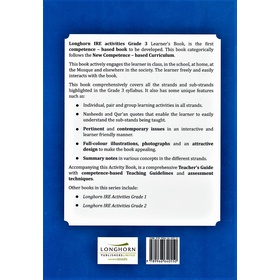 Longhorn IRE activities Grade 3 Learner's Book, is the first
competence – based book to be developed. This book categorically
follows the New Competence – based Curriculum.
This book actively engages the learner in class, in the school, at home, at
the Mosque and elsewhere in the society. The learner freely and easily
interacts with the book.
This book comprehensively covers all the strands and sub-strands
highlighted in the Grade 3 syllabus. It also has some unique features
such as:
• Individual, pair and group learning activities in all strands.
• Nasheeds and Qur'an quotes that enable the learner to easily
understand the sub-stands being taught.
• Pertinent and contemporary issues in an interactive and
learner friendly manner.
• Full-colour illustrations, photographs and an attractive
design to make the book appealing.
• Summary notes in various concepts in the different strands.
Accompanying this Activity Book, is a comprehensive Teacher's Guide
with competence-based Teaching Guidelines and assessment
techniques.
Other books in this series include:
• Longhorn IRE Activities Grade 1
• Longhorn IRE Activities Grade 2
LONGHORN
PUBLISHERS